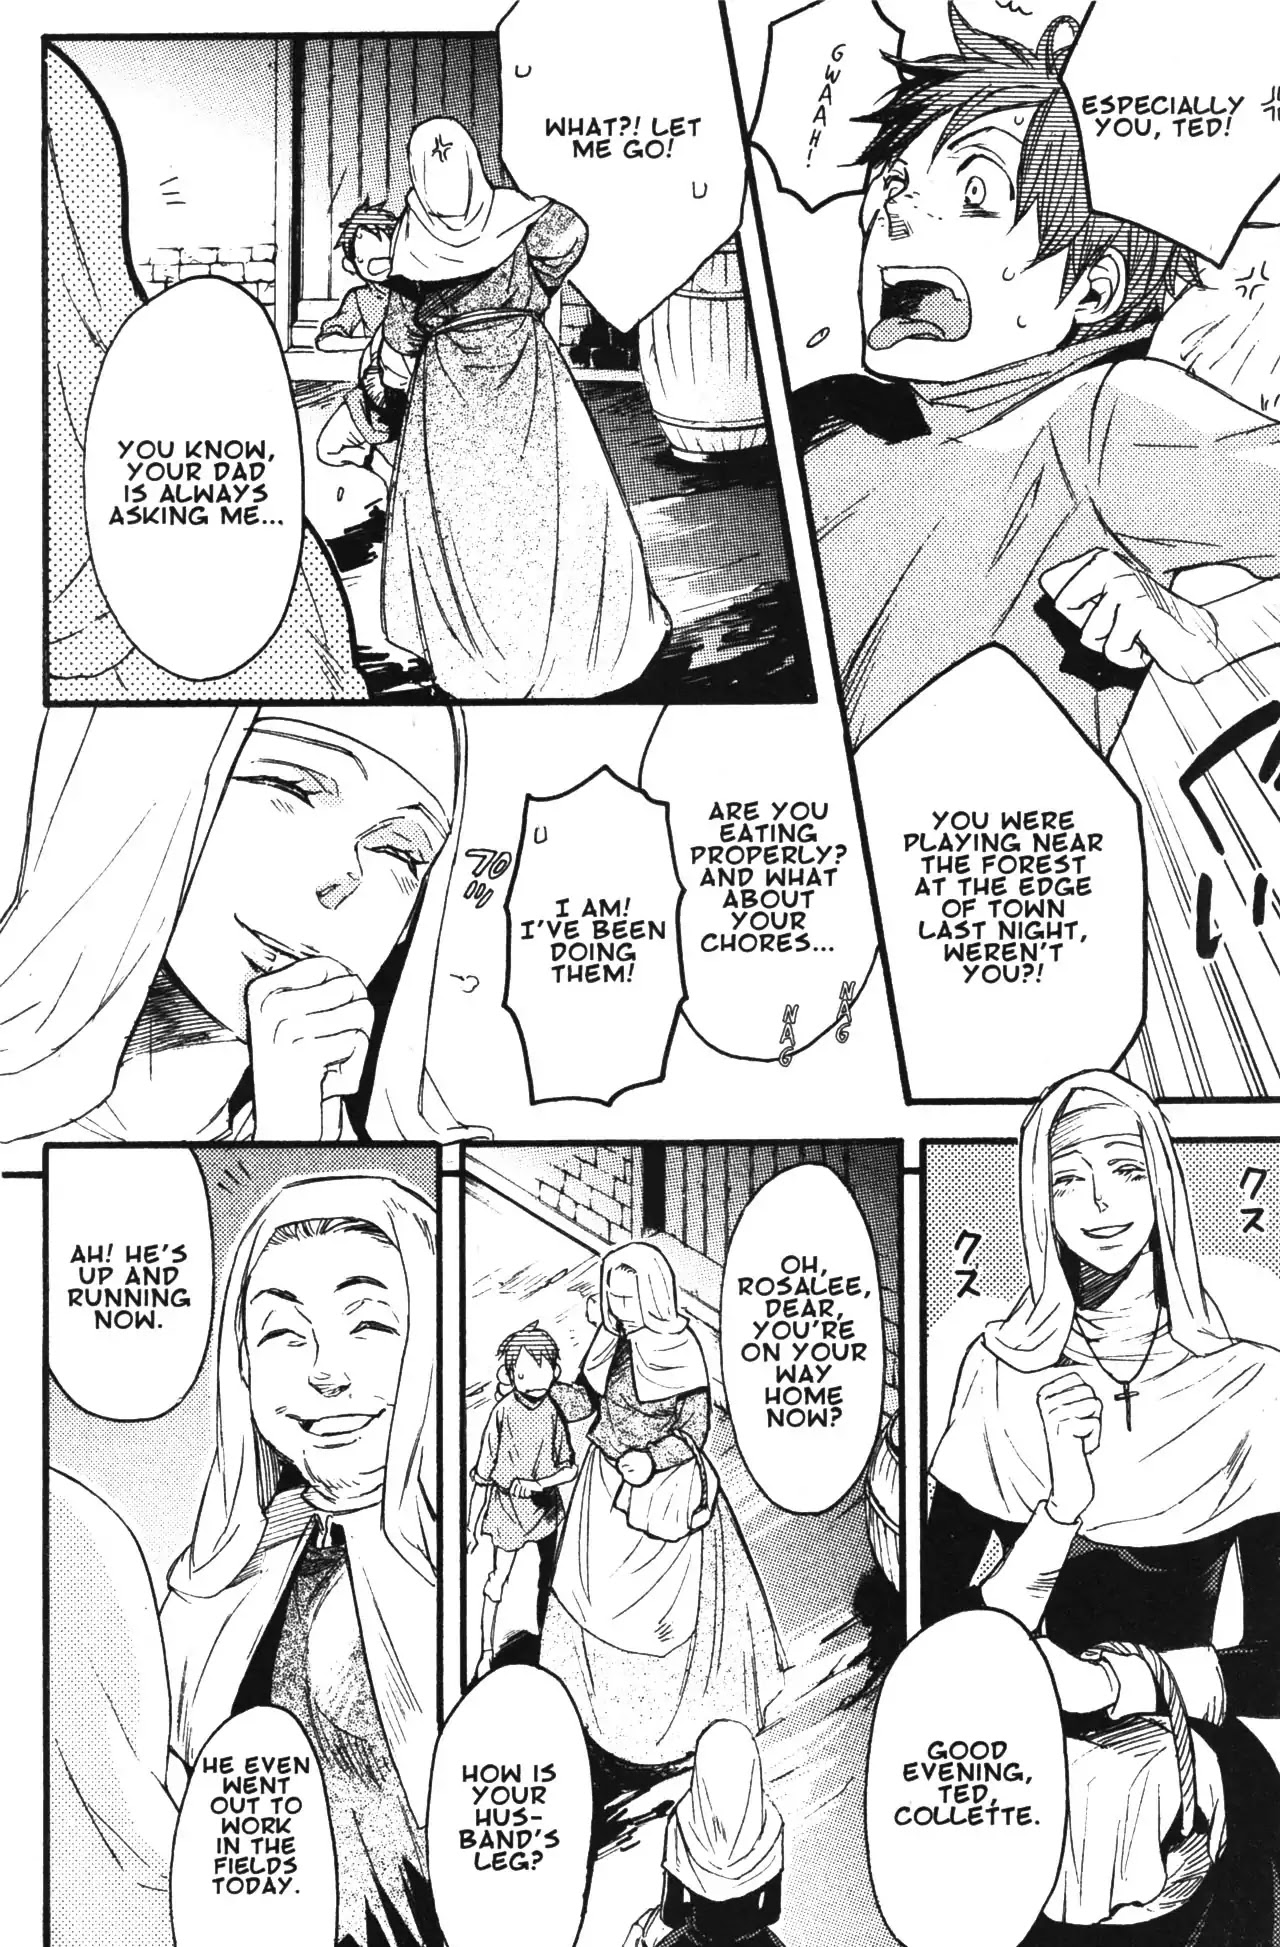 ESPECIALLY
YOU, TED!
GWAAH!
YOU WERE
PLAYING NEAR
THE FOREST
AT THE EDGE
OF TOWN
LAST NIGHT,
WEREN'T
YOU?!
WHAT?! LET
ME GO!
YOU KNOW,
YOUR DAD
IS ALWAYS
ASKING ME...
ARE YOU
EATING
PROPERLY?
AND WHAT
ABOUT
YOUR
CHORES...
NAG
NAG
I AM!
I'VE BEEN
DOING
THEM!
クス
クス
GOOD
EVENING,
TED,
COLLETTE.
OH,
ROSALEE,
DEAR,
YOU'RE
ON YOUR
WAY
HOME
NOW?
HOW IS
YOUR
HUS-
BAND'S
LEG?
AH! HE'S
UP AND
RUNNING
NOW.
HE EVEN
WENT
OUT TO
WORK
IN THE
FIELDS
TODAY.